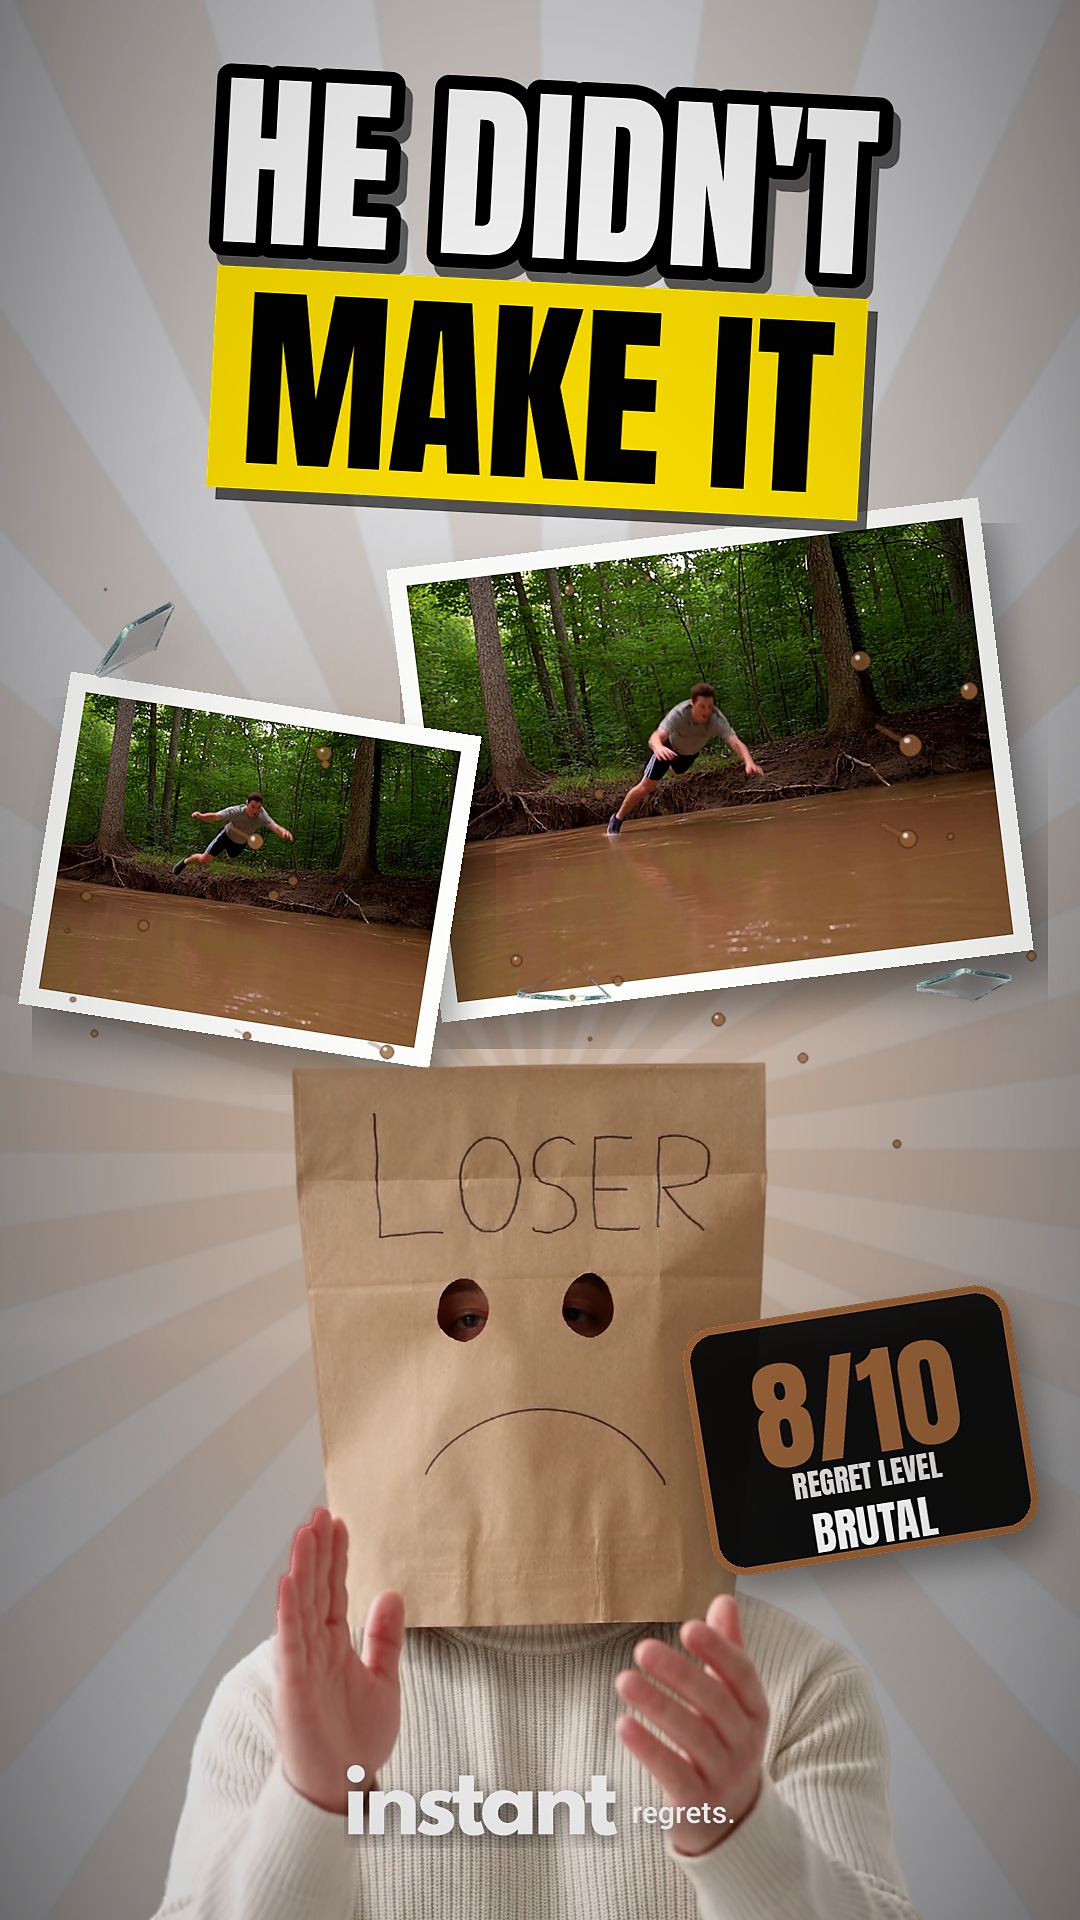 HE DIDN'T
MAKE IT
LOSER
8/10
REGRET LEVEL
BRUTAL
instant regrets.